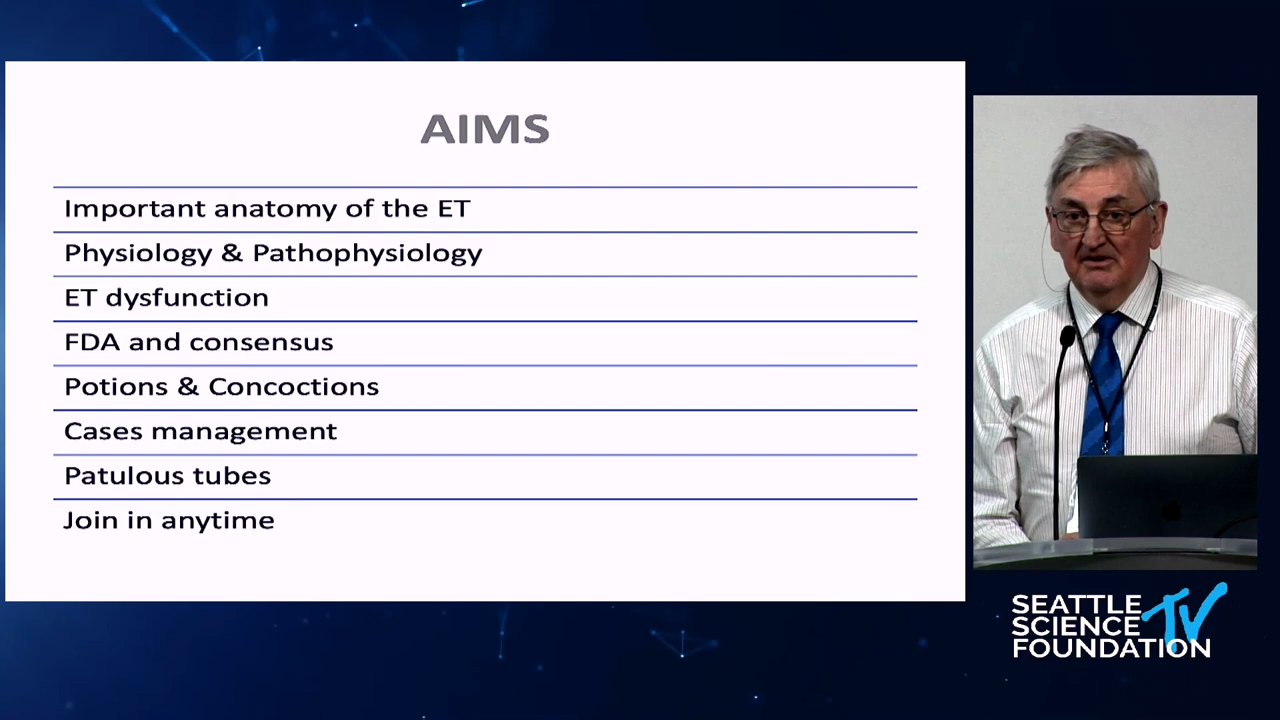 AIMS
Important anatomy of the ET
Physiology & Pathophysiology
ET dysfunction
FDA and consensus
Potions & Concoctions
Cases management
Patulous tubes
Join in anytime
SEATTLE
SCIENCE
FOUNDATION
TV